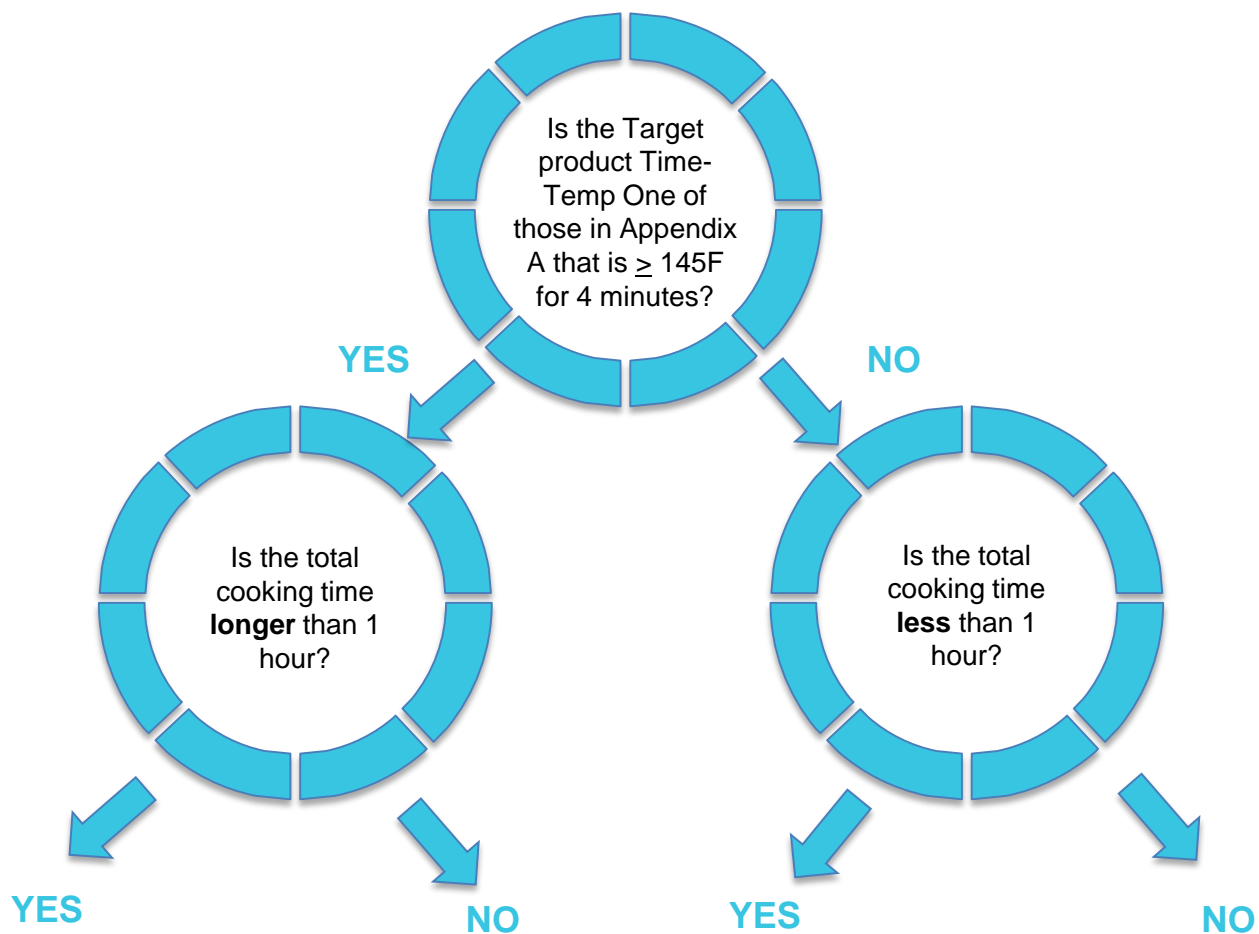 Is the Target
product Time-
Temp One of
those in Appendix
A that is ≥ 145F
for 4 minutes?
YES
NO
Is the total
cooking time
longer than 1
hour?
Is the total
cooking time
less than 1
hour?
YES
NO
YES
NO